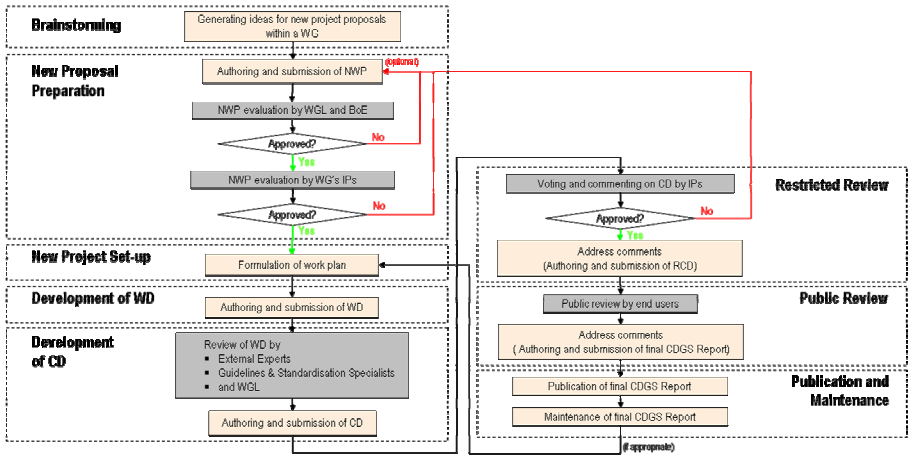 Brainstorming
Generating ideas for new project proposals
within a WG
New Proposal
Preparation
Authoring and submission of NWP
(optional)
NWP evaluation by WGL and BoE
Approved?
No
Yes
NWP evaluation by WG's IPs
Approved?
No
Yes
New Project Set-up
Formulation of work plan
Development of WD
Authoring and submission of WD
Development
of CD
Review of WD by
▪ External Experts
▪ Guidelines & Standardisation Specialists
▪ and WGL
Authoring and submission of CD
Voting and commenting on CD by IPs
Restricted Review
Approved?
No
Yes
Address comments
(Authoring and submission of RCD)
Public Review
Public review by end users
Address comments
( Authoring and submission of final CDGS Report)
Publication and
Maintenance
Publication of final CDGS Report
Maintenance of final CDGS Report
(if appropriate)